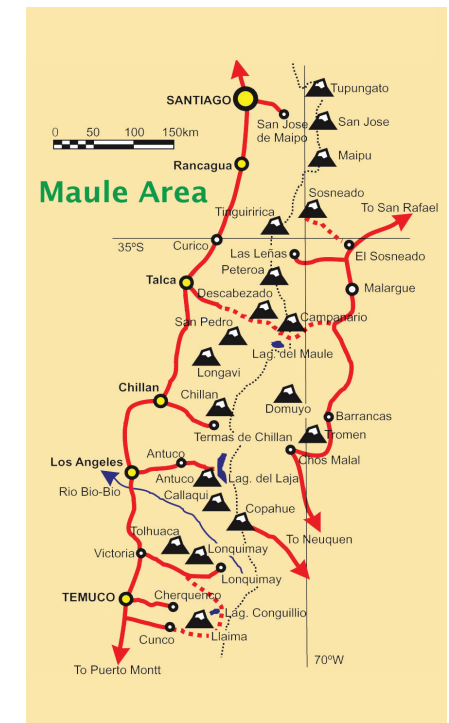 Tupungato
SANTIAGO
San Jose
de Maipo
San Jose
0 50 100 150km
Rancagua
Maipu
Maule Area
Sosneado
To San Rafael
Tinguiririca
35ºS
Curico
Las Leñas
El Sosneado
Peteroa
Talca
Malargue
Descabezado
Campanario
San Pedro
Lag. del Maule
Longavi
Chillan
Chillan
Domuyo
Barrancas
Termas de Chillan
Tromen
Antuco
Chos Malal
Los Angeles
Antuco
Lag. del Laja
Rio Bio-Bio
Callaqui
Copahue
Tolhuaca
To Neuquen
Victoria
Lonquimay
Lonquimay
TEMUCO
Cherquenco
Lag. Conguillio
Cunco
Llaima
70ºW
To Puerto Montt